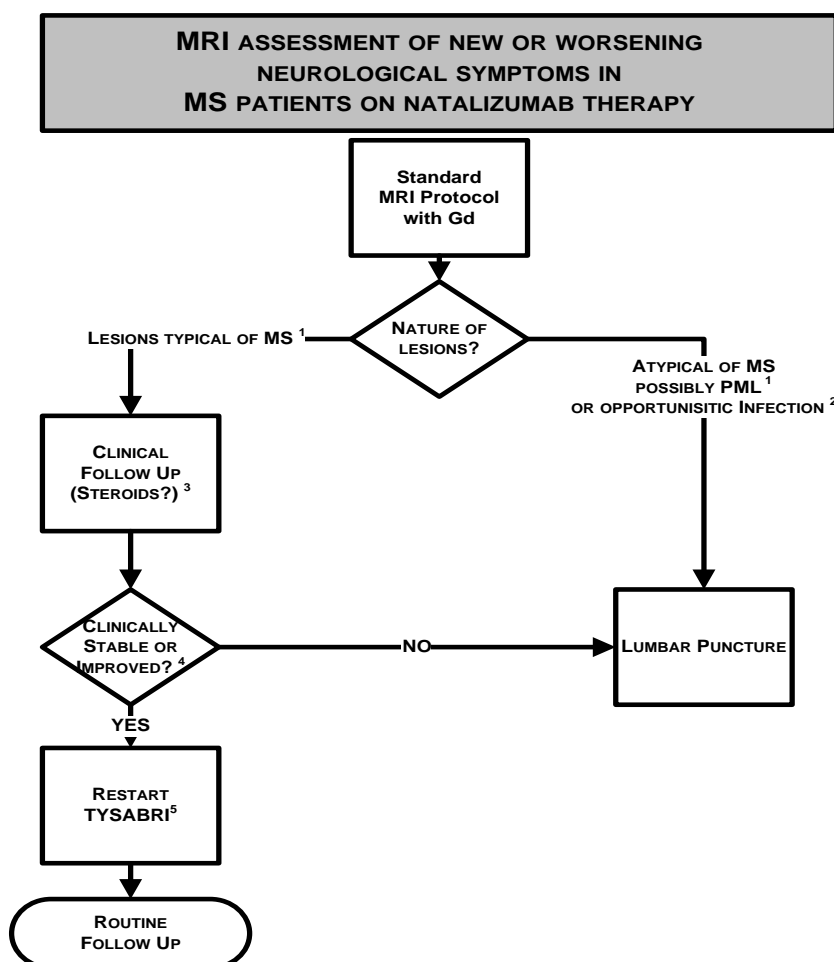 MRI ASSESSMENT OF NEW OR WORSENING
NEUROLOGICAL SYMPTOMS IN
MS PATIENTS ON NATALIZUMAB THERAPY
Standard
MRI Protocol
with Gd
NATURE OF
LESIONS?
LESIONS TYPICAL OF MS 1
ATYPICAL OF MS
POSSIBLY PML 1
OR OPPORTUNISITIC INFECTION 2
CLINICAL
FOLLOW UP
(STEROIDS?) 3
CLINICALLY
STABLE OR
IMPROVED? 4
NO
LUMBAR PUNCTURE
YES
RESTART
TYSABRI5
ROUTINE
FOLLOW UP